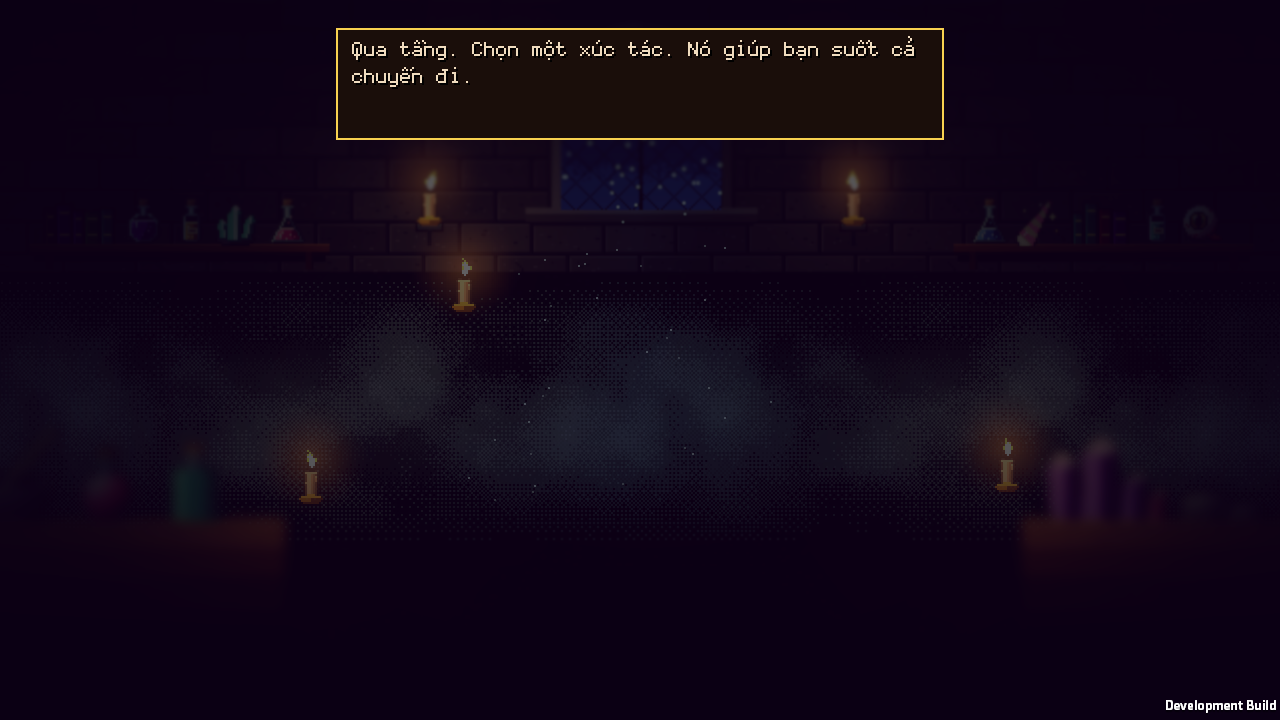 Qua tầng. Chọn một xúc tác. Nó giúp bạn suốt cả
chuyến đi.
Development Build